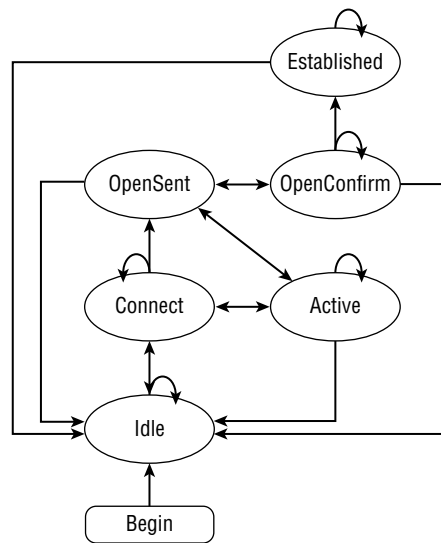 Established
OpenSent
OpenConfirm
Connect
Active
Idle
Begin